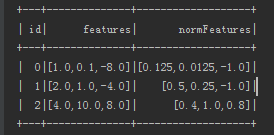 +---+--------------+-------------------+
| id|      features|       normFeatures|
+---+--------------+-------------------+
|  0|[1.0,0.1,-8.0]|[0.125,0.0125,-1.0]|
|  1|[2.0,1.0,-4.0]|    [0.5,0.25,-1.0]|
|  2|[4.0,10.0,8.0]|      [0.4,1.0,0.8]|
+---+--------------+-------------------+